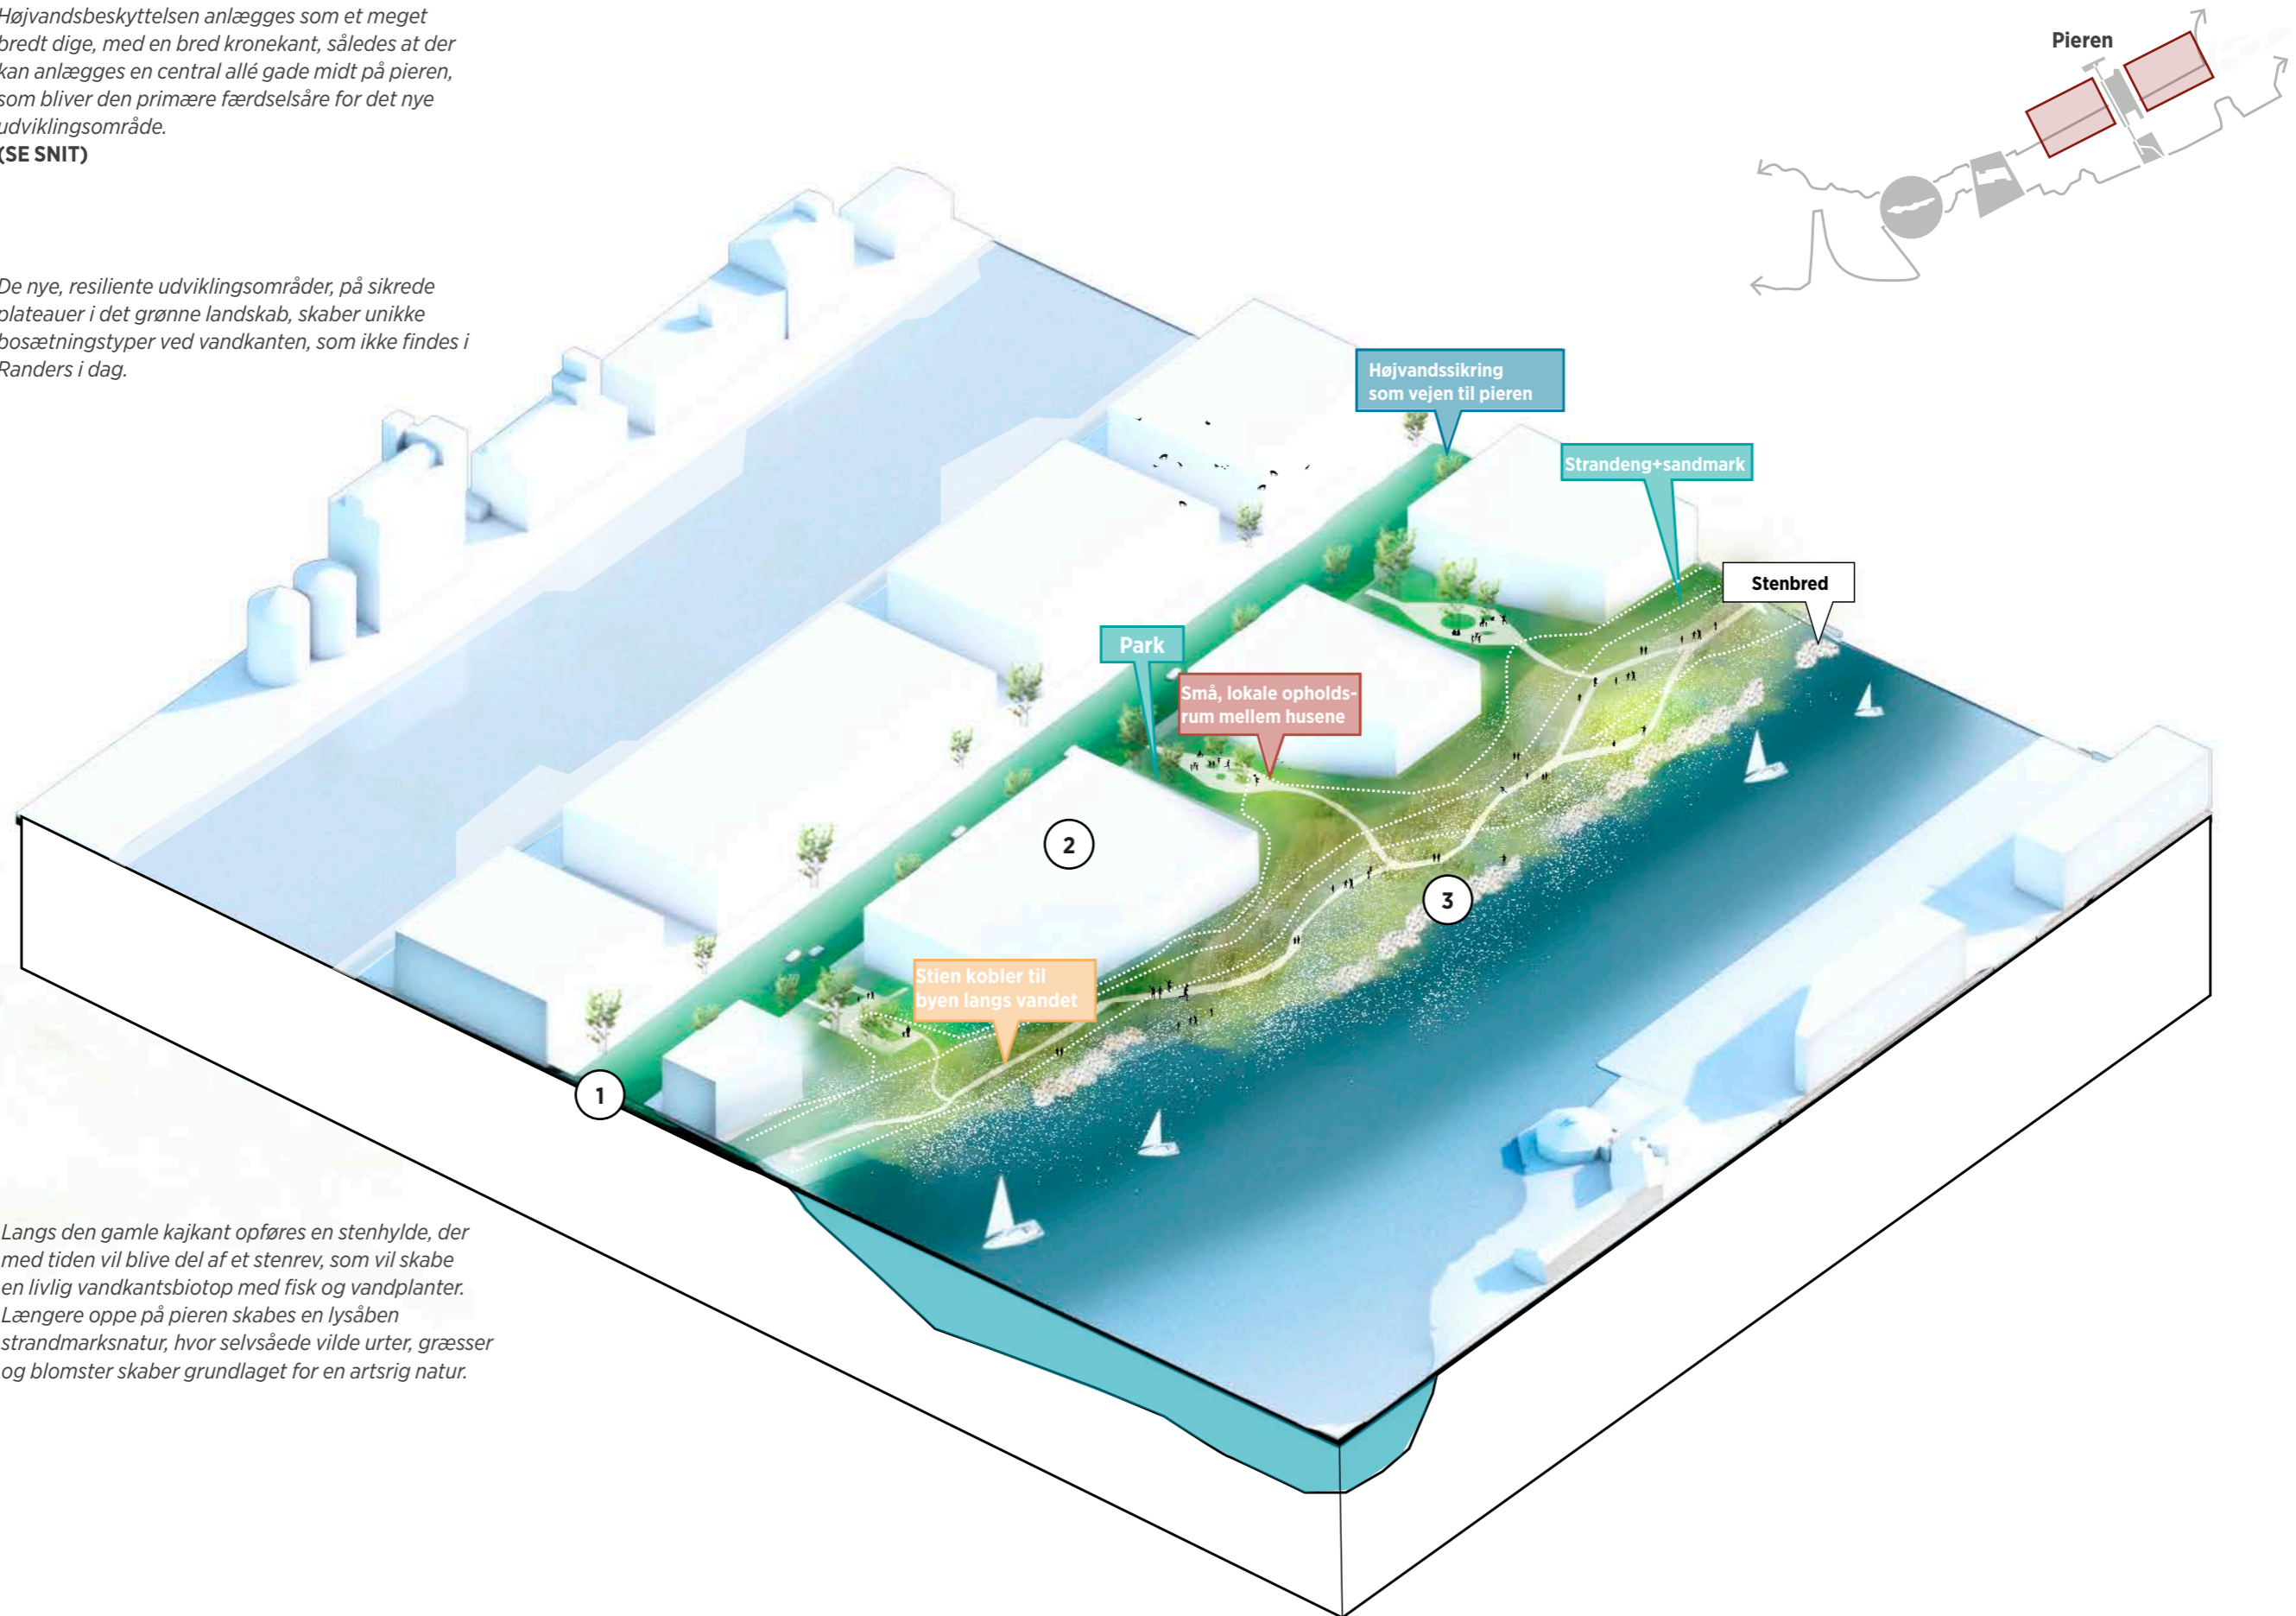 Højvandsbeskyttelsen anlægges som et meget
bredt dige, med en bred kronekant, således at der
kan anlægges en central allé gade midt på pieren,
som bliver den primære færdselsåre for det nye
udviklingsområde.
(SE SNIT)
Pieren
De nye, resiliente udviklingsområder, på sikrede
plateauer i det grønne landskab, skaber unikke
bosætningstyper ved vandkanten, som ikke findes i
Randers i dag.
Højvandssikring
som vejen til pieren
Strandeng+sandmark
Stenbred
Park
Små, lokale opholds-
rum mellem husene
2
3
Stien kobler til
byen langs vandet
1
Langs den gamle kajkant opføres en stenhylde, der
med tiden vil blive del af et stenrev, som vil skabe
en livlig vandkantsbiotop med fisk og vandplanter.
Længere oppe på pieren skabes en lysåben
strandmarksnatur, hvor selvsåede vilde urter, græsser
og blomster skaber grundlaget for en artsrig natur.